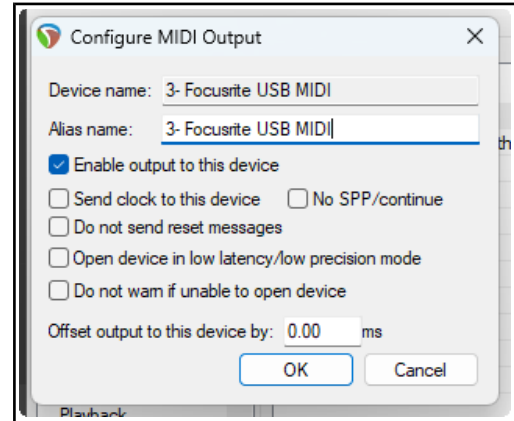 Configure MIDI Output
Device name: 3- Focusrite USB MIDI
Alias name: 3- Focusrite USB MIDI
Enable output to this device
Send clock to this device No SPP/continue
Do not send reset messages
Open device in low latency/low precision mode
Do not warn if unable to open device
Offset output to this device by: 0.00 ms
OK Cancel
Playback